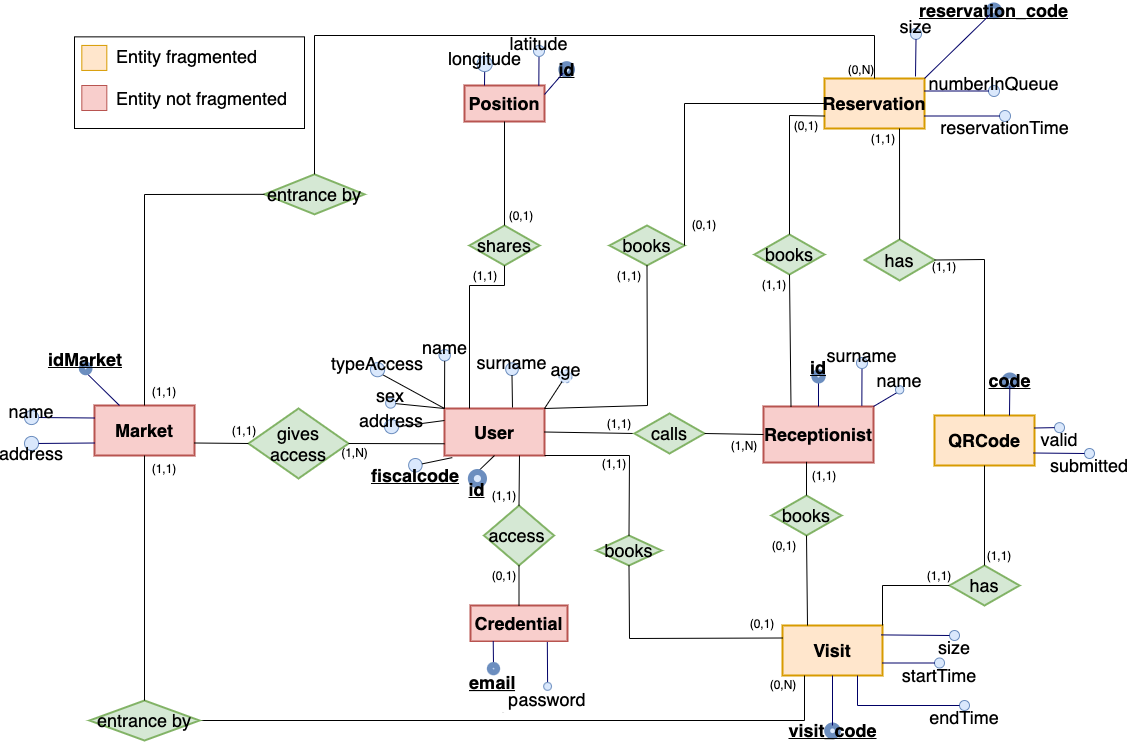 reservation_code
size
Entity fragmented
latitude
longitude
id
(0,N)
numberInQueue
Entity not fragmented
Position
Reservation
reservationTime
(0,1)
(1,1)
entrance by
(0,1)
(0,1)
shares
books
books
has
(1,1)
(1,1)
(1,1)
(1,1)
name
surname
typeAccess
surname
age
id
name
code
idMarket
(1,1)
sex
name
address
Market
(1,1)
gives
access
(1,N)
User
(1,1)
calls
(1,N)
Receptionist
QRCode
valid
submitted
address
(1,1)
fiscalcode
id
(1,1)
(1,1)
(1,1)
access
books
(0,1)
books
(1,1)
(0,1)
(1,1)
has
Credential
(0,1)
Visit
size
startTime
email
password
(0,N)
endTime
entrance by
visit_code